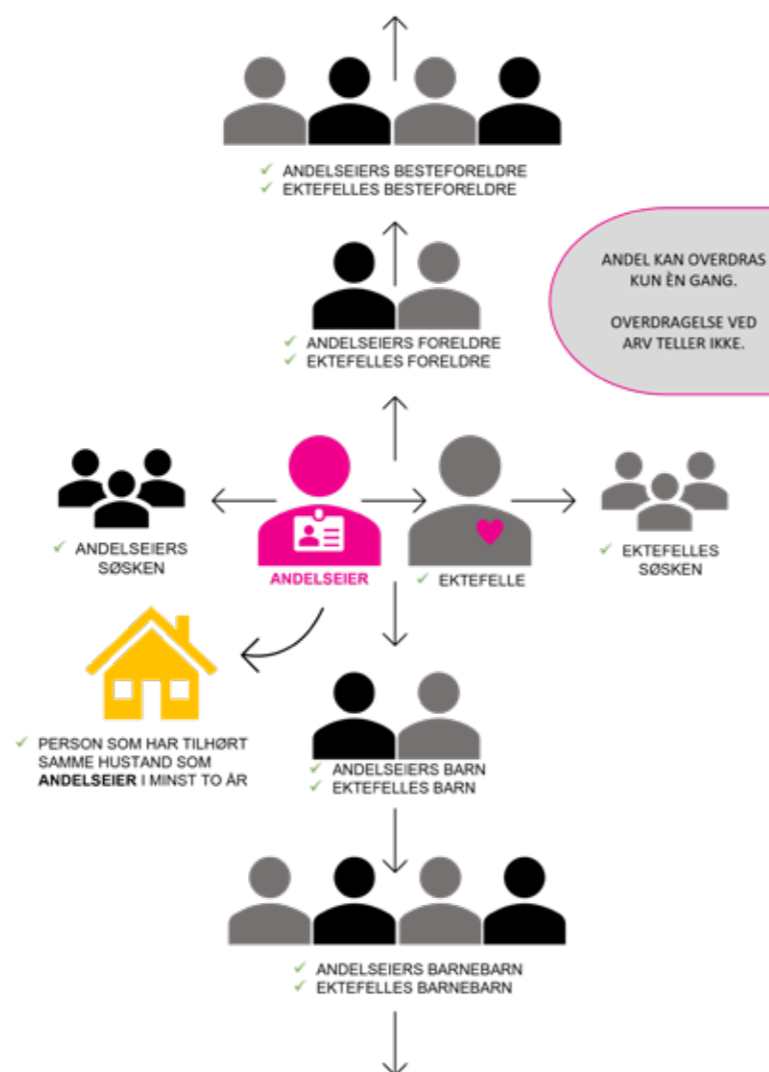 ANDELSEIERS BESTEFORELDRE
EKTEFELLES BESTEFORELDRE
ANDEL KAN OVERDRAS
KUN ÈN GANG.
OVERDRAGELSE VED
ARV TELLER IKKE.
ANDELSEIERS FORELDRE
EKTEFELLES FORELDRE
ANDELSEIERS
SØSKEN
ANDELSEIER
EKTEFELLE
EKTEFELLES
SØSKEN
PERSON SOM HAR TILHØRT
SAMME HUSTAND SOM
ANDELSEIER I MINST TO ÅR
ANDELSEIERS BARN
EKTEFELLES BARN
ANDELSEIERS BARNEBARN
EKTEFELLES BARNEBARN